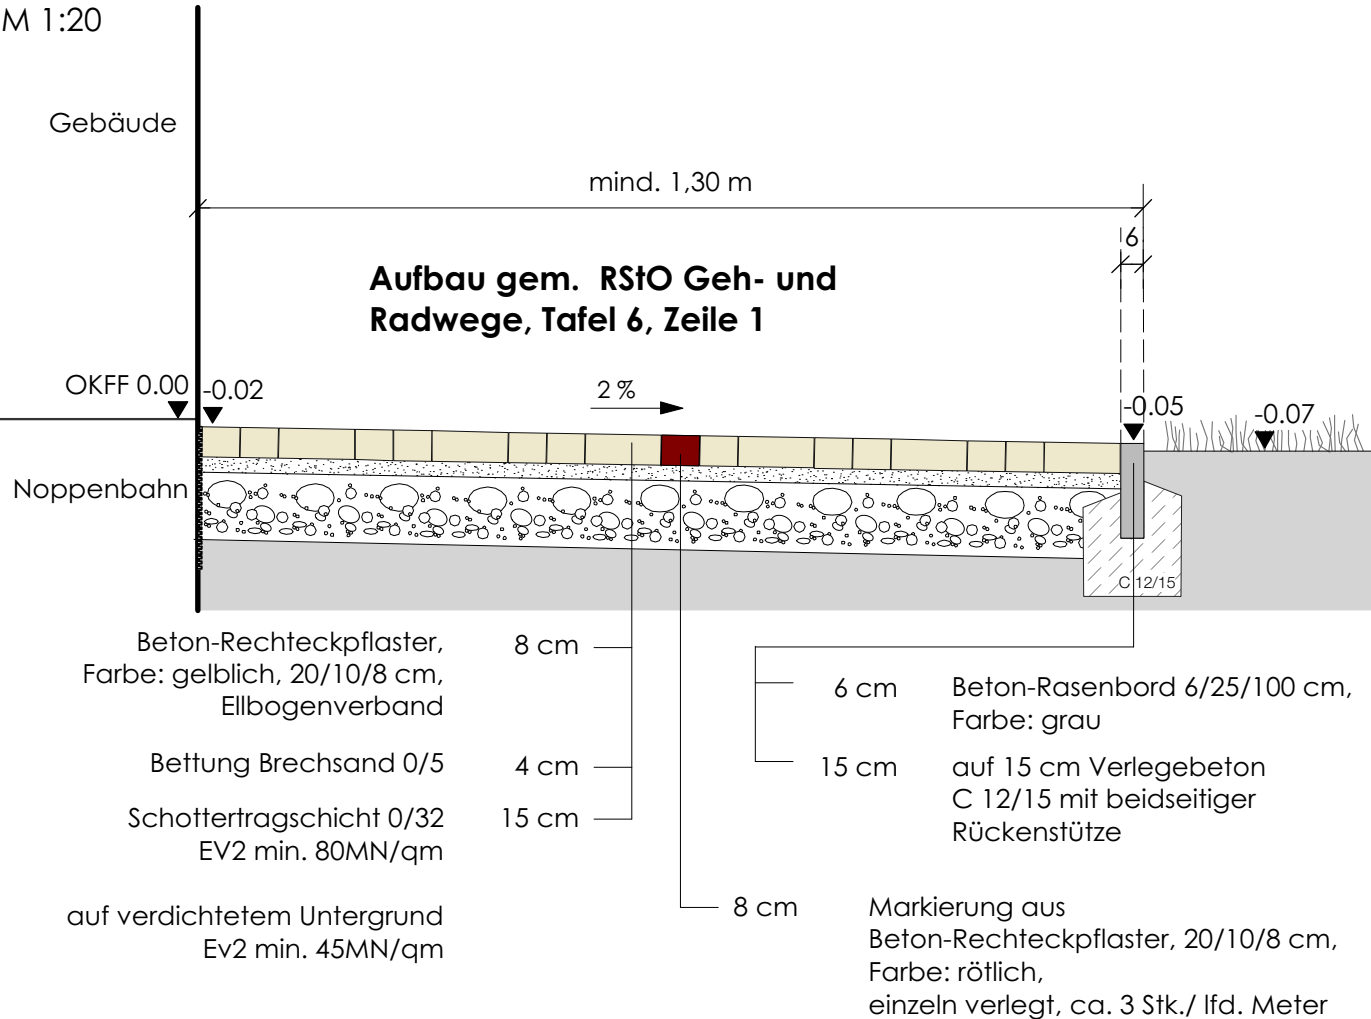 M 1:20
Gebäude
mind. 1,30 m
6
Aufbau gem. RStO Geh- und
Radwege, Tafel 6, Zeile 1
OKFF 0.00
-0.02
2 %
-0.05
-0.07
Noppenbahn
C 12/15
Beton-Rechteckpflaster,
Farbe: gelblich, 20/10/8 cm,
Ellbogenverband
8 cm
Bettung Brechsand 0/5
4 cm
Schottertragschicht 0/32
EV2 min. 80MN/qm
15 cm
auf verdichtetem Untergrund
Ev2 min. 45MN/qm
6 cm
Beton-Rasenbord 6/25/100 cm,
Farbe: grau
15 cm
auf 15 cm Verlegebeton
C 12/15 mit beidseitiger
Rückenstütze
8 cm
Markierung aus
Beton-Rechteckpflaster, 20/10/8 cm,
Farbe: rötlich,
einzeln verlegt, ca. 3 Stk./ lfd. Meter